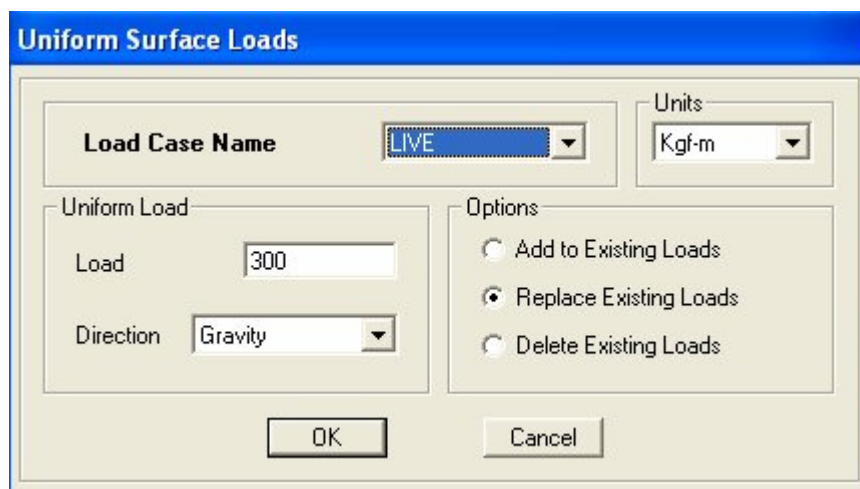 Uniform Surface Loads
Units
Load Case Name LIVE Kgf-m
Uniform Load Options
Load 300 Add to Existing Loads
Replace Existing Loads
Direction Gravity Delete Existing Loads
OK Cancel